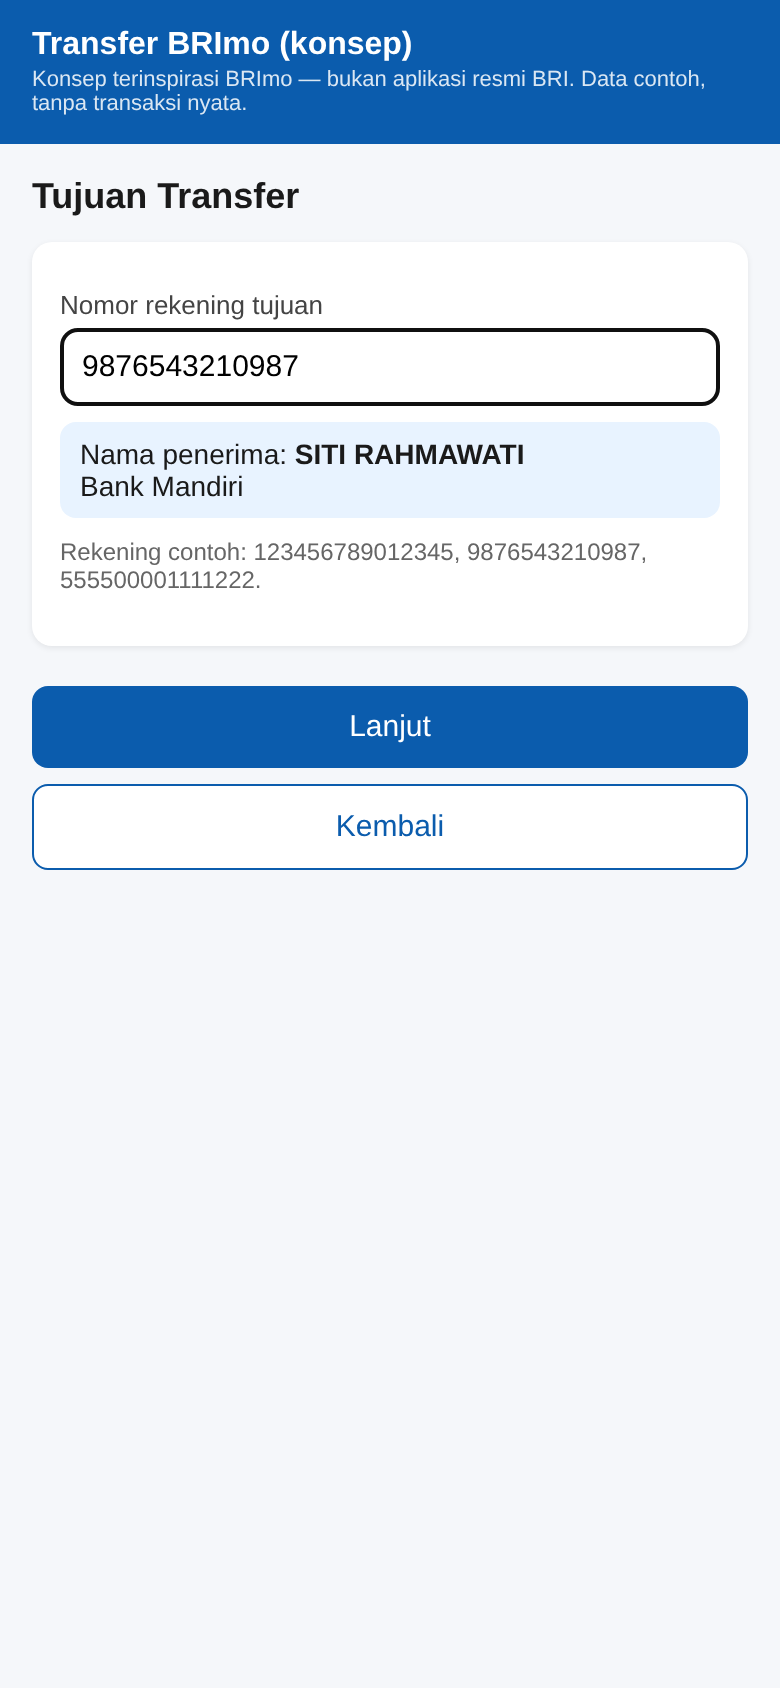 Transfer BRImo (konsep)
Konsep terinspirasi BRImo — bukan aplikasi resmi BRI. Data contoh,
tanpa transaksi nyata.
Tujuan Transfer
Nomor rekening tujuan
9876543210987
Nama penerima: SITI RAHMAWATI
Bank Mandiri
Rekening contoh: 123456789012345, 9876543210987,
555500001111222.
Lanjut
Kembali